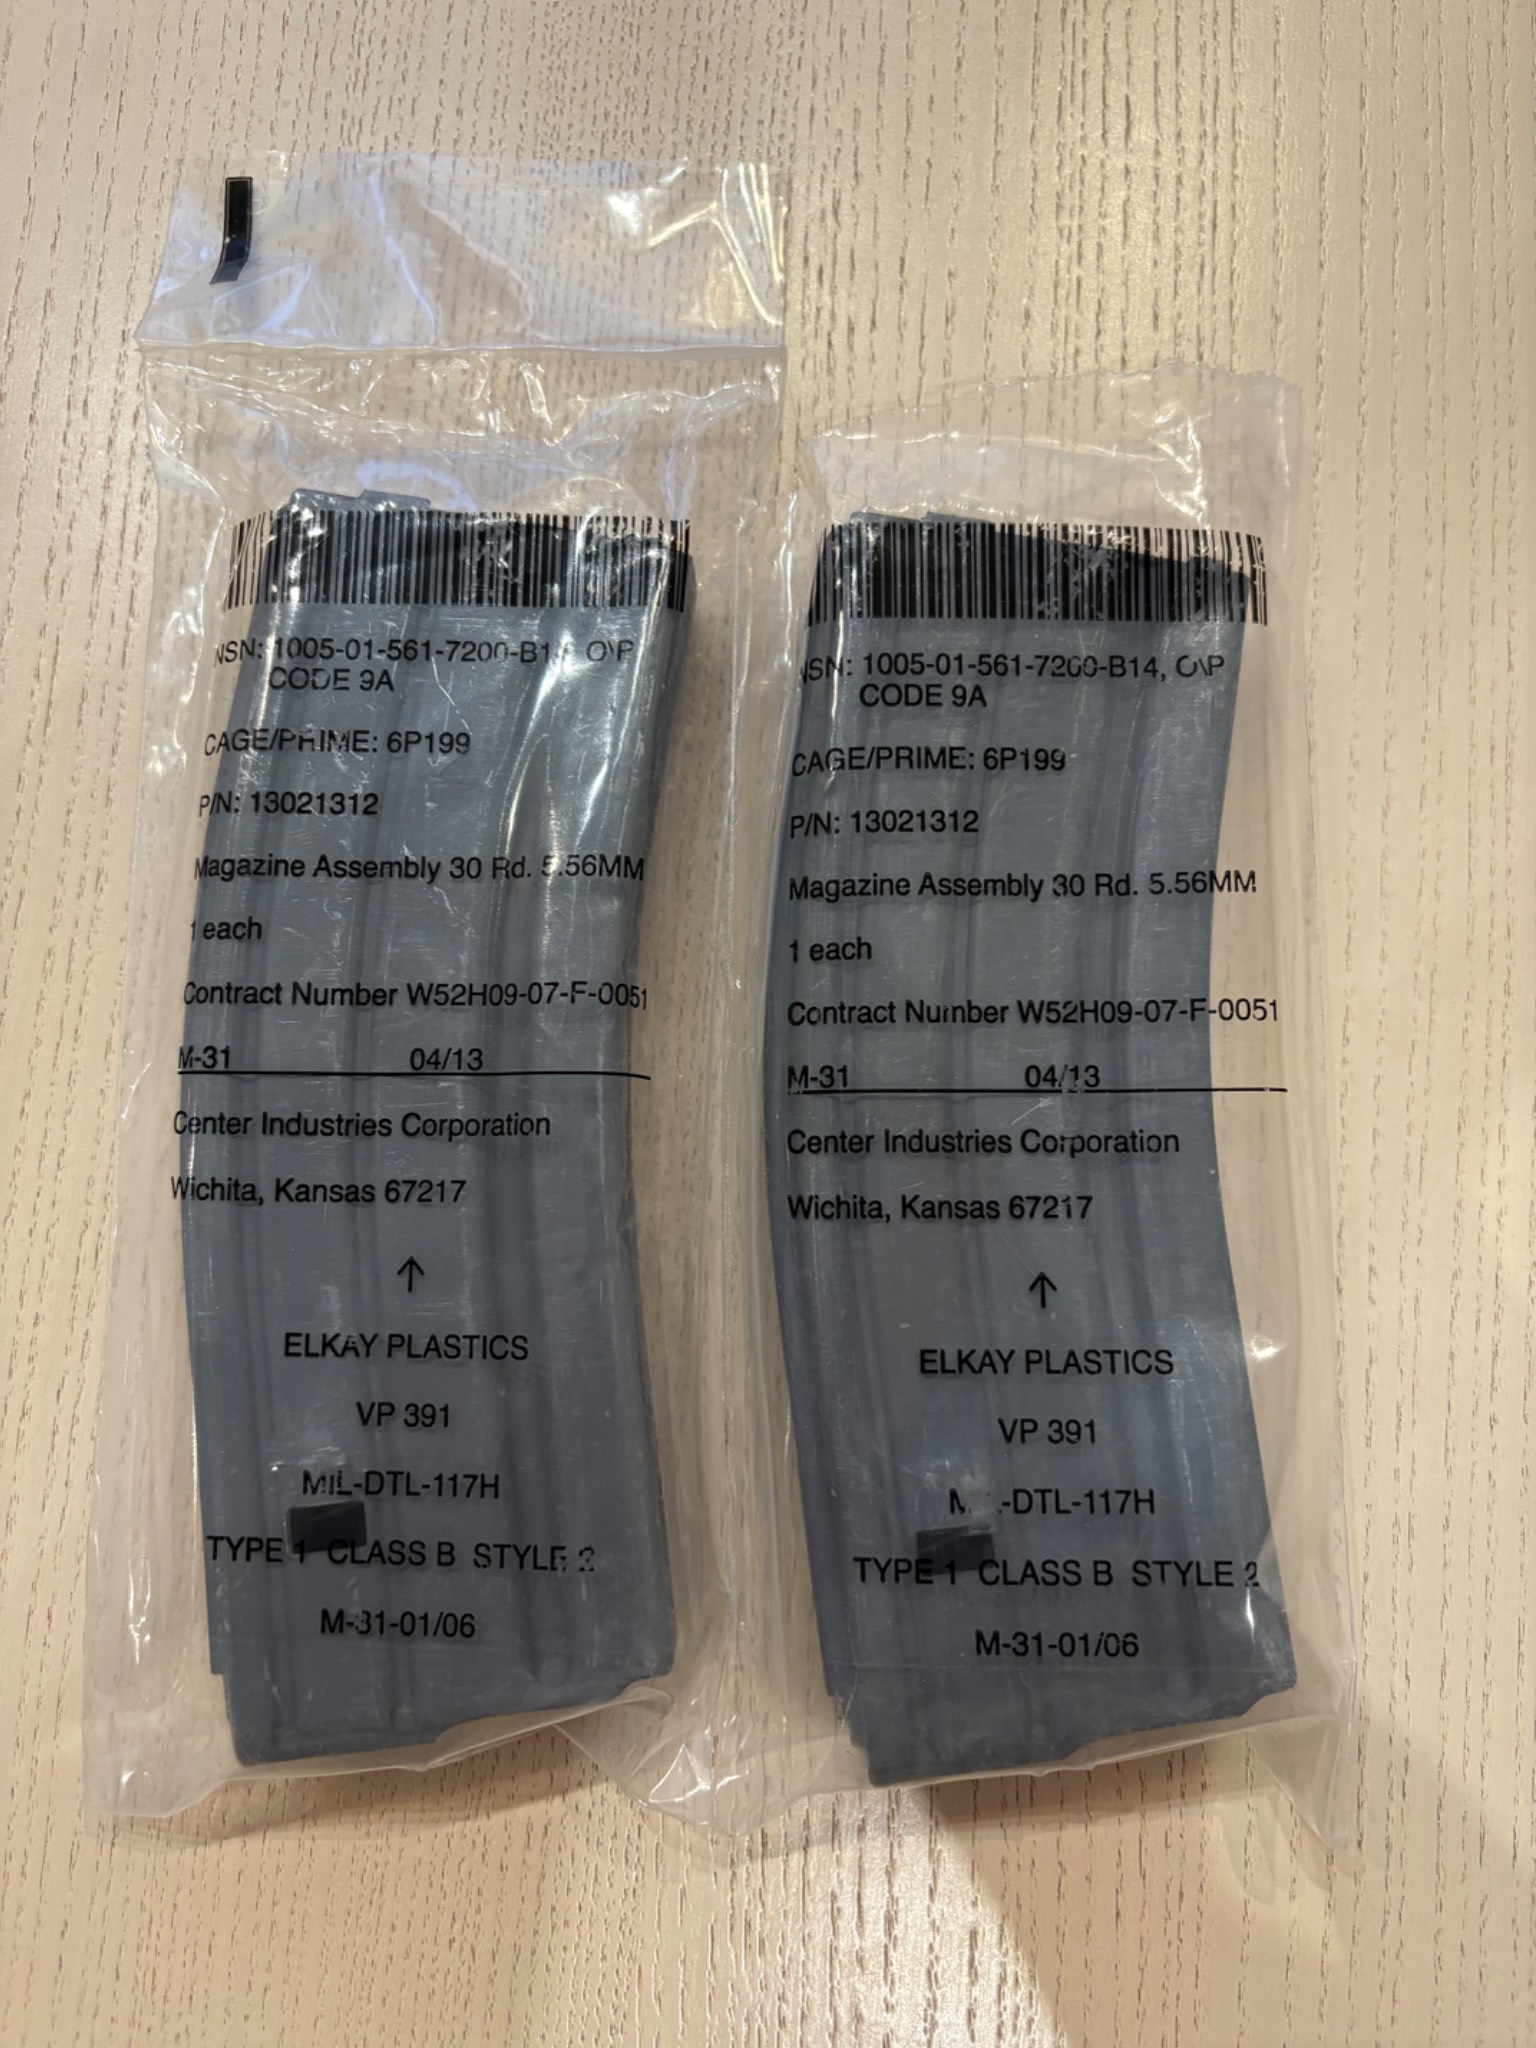 NSN: 1005-01-561-7200-B14, O\P
CODE 9A
CAGE/PRIME: 6P199
P/N: 13021312
Magazine Assembly 30 Rd. 5.56MM
1 each
Contract Number W52H09-07-F-0051
M-31 04/13
Center Industries Corporation
Wichita, Kansas 67217
↑
ELKAY PLASTICS
VP 391
MIL-DTL-117H
TYPE 1 CLASS B STYLE 2
M-31-01/06
NSN: 1005-01-561-7200-B14, O\P
CODE 9A
CAGE/PRIME: 6P199
P/N: 13021312
Magazine Assembly 30 Rd. 5.56MM
1 each
Contract Number W52H09-07-F-0051
M-31 04/13
Center Industries Corporation
Wichita, Kansas 67217
↑
ELKAY PLASTICS
VP 391
MIL-DTL-117H
TYPE 1 CLASS B STYLE 2
M-31-01/06